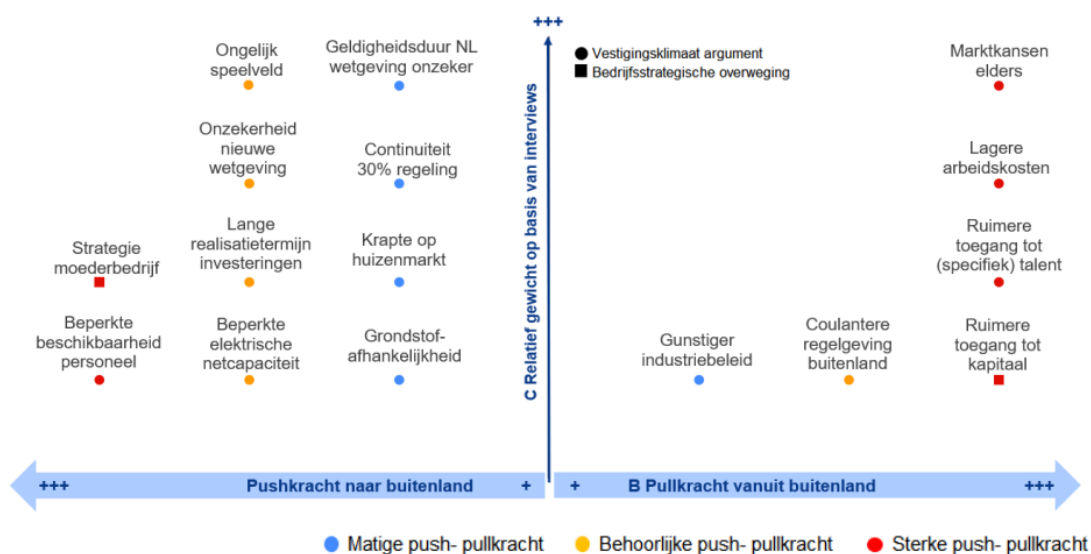 +++
Ongelijk
speelveld
Geldigheidsduur NL
wetgeving onzeker
Vestigingsklimaat argument
Bedrijfsstrategische overweging
Marktkansen
elders
Onzekerheid
nieuwe
wetgeving
Continuiteit
30% regeling
C Relatief gewicht op basis van interviews
Lagere
arbeidskosten
Strategie
moederbedrijf
Lange
realisatietermijn
investeringen
Krapte op
huizenmarkt
Ruimere
toegang tot
(specifiek) talent
Beperkte
beschikbaarheid
personeel
Beperkte
elektrische
netcapaciteit
Grondstof-
afhankelijkheid
Gunstiger
industriebeleid
Coulantere
regelgeving
buitenland
Ruimere
toegang tot
kapitaal
+++ Pushkracht naar buitenland +
+ B Pullkracht vanuit buitenland +++
Matige push- pullkracht
Behoorlijke push- pullkracht
Sterke push- pullkracht